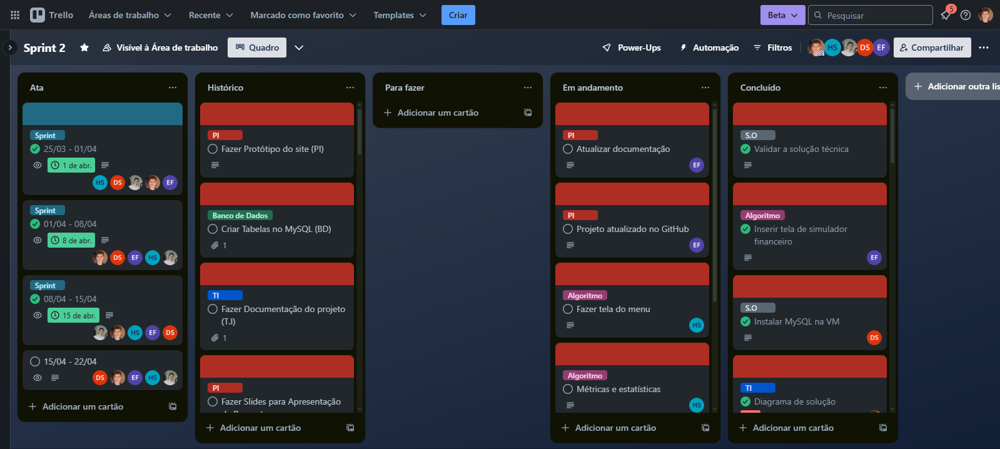 Trello
Áreas de trabalho
Recente
Marcado como favorito
Templates
Criar
Beta
Pesquisar
5
Sprint 2
Visível à Área de trabalho
Quadro
Power-Ups
Automação
Filtros
HS
DS
EF
Compartilhar
Ata
Sprint
25/03 - 01/04
1 de abr.
HS
DS
EF
Sprint
01/04 - 08/04
8 de abr.
DS
EF
HS
Sprint
08/04 - 15/04
15 de abr.
HS
EF
DS
15/04 - 22/04
DS
EF
HS
Adicionar um cartão
Histórico
PI
Fazer Protótipo do site (PI)
Banco de Dados
Criar Tabelas no MySQL (BD)
1
TI
Fazer Documentação do projeto
(T.I)
1
PI
Fazer Slides para Apresentação
Adicionar um cartão
Para fazer
Adicionar um cartão
Em andamento
PI
Atualizar documentação
EF
PI
Projeto atualizado no GitHub
EF
Algoritmo
Fazer tela do menu
HS
Algoritmo
Métricas e estatísticas
HS
Adicionar um cartão
Concluído
S.O
Validar a solução técnica
Algoritmo
Inserir tela de simulador
financeiro
EF
S.O
Instalar MySQL na VM
DS
TI
Diagrama de solução
Adicionar um cartão
Adicionar outra lis